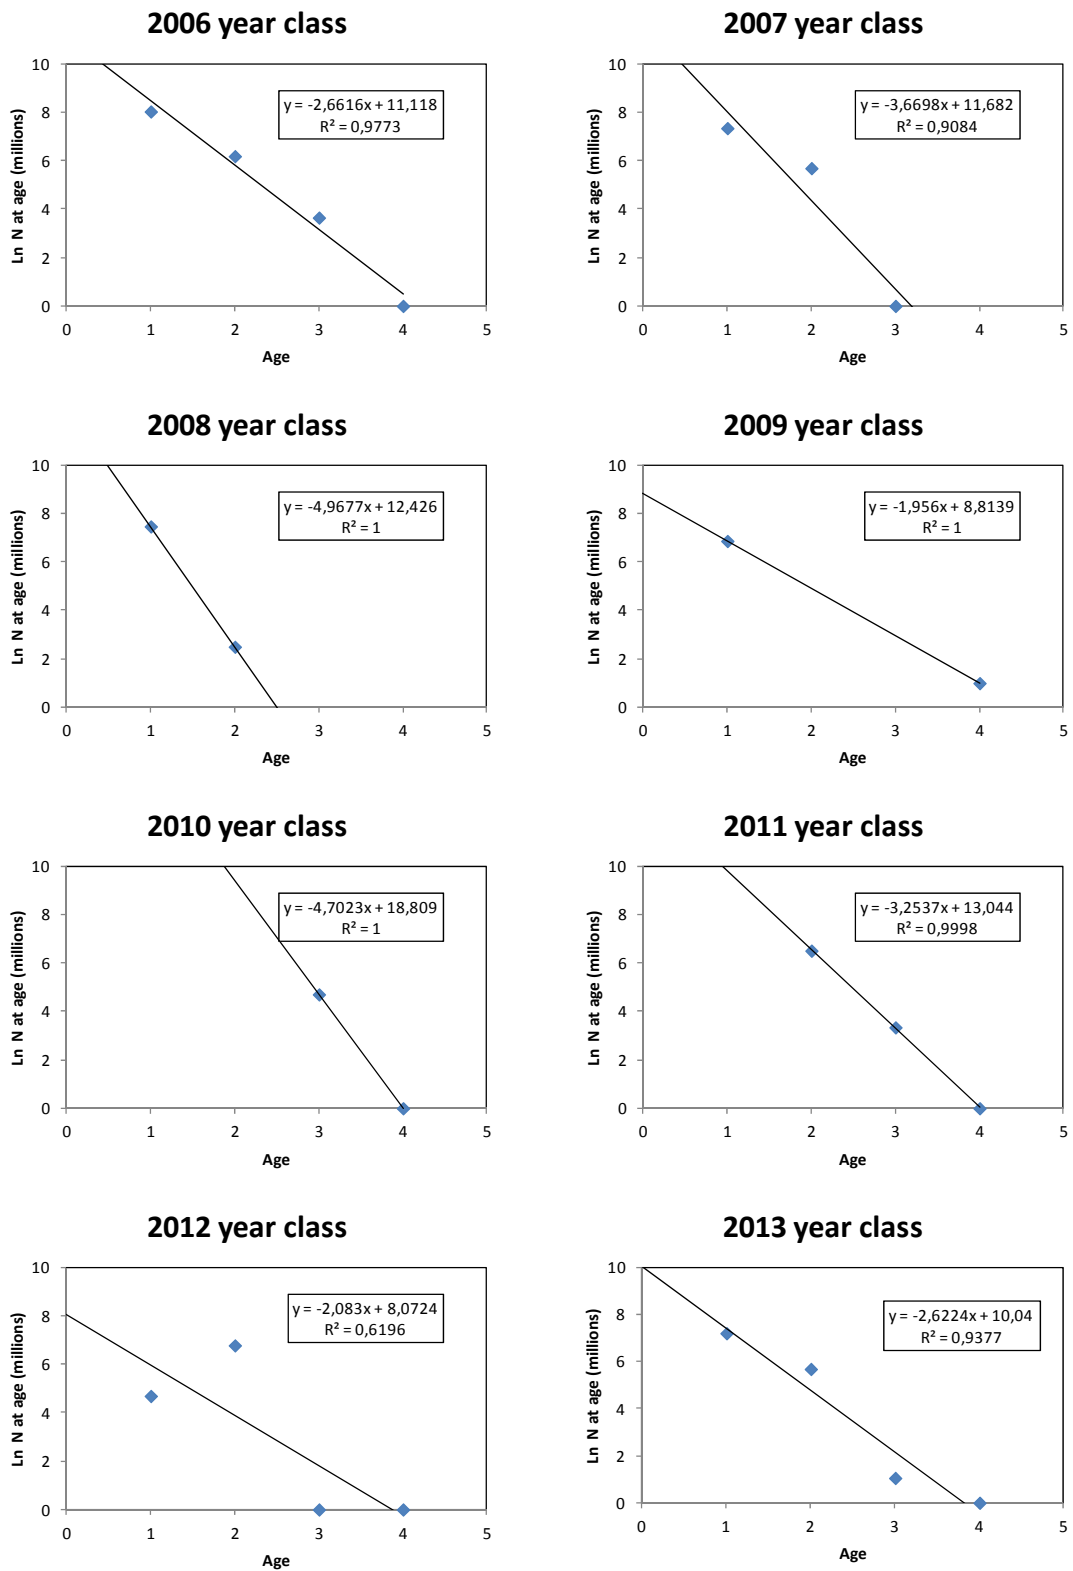 2006 year class
y = -2,6616x + 11,118
R² = 0,9773
Ln N at age (millions)
10
8
6
4
2
0
0 1 2 3 4 5
Age
2007 year class
y = -3,6698x + 11,682
R² = 0,9084
Ln N at age (millions)
10
8
6
4
2
0
0 1 2 3 4 5
Age
2008 year class
y = -4,9677x + 12,426
R² = 1
Ln N at age (millions)
10
8
6
4
2
0
0 1 2 3 4 5
Age
2009 year class
y = -1,956x + 8,8139
R² = 1
Ln N at age (millions)
10
8
6
4
2
0
0 1 2 3 4 5
Age
2010 year class
y = -4,7023x + 18,809
R² = 1
Ln N at age (millions)
10
8
6
4
2
0
0 1 2 3 4 5
Age
2011 year class
y = -3,2537x + 13,044
R² = 0,9998
Ln N at age (millions)
10
8
6
4
2
0
0 1 2 3 4 5
Age
2012 year class
y = -2,083x + 8,0724
R² = 0,6196
Ln N at age (millions)
10
8
6
4
2
0
0 1 2 3 4 5
Age
2013 year class
y = -2,6224x + 10,04
R² = 0,9377
Ln N at age (millions)
10
8
6
4
2
0
0 1 2 3 4 5
Age